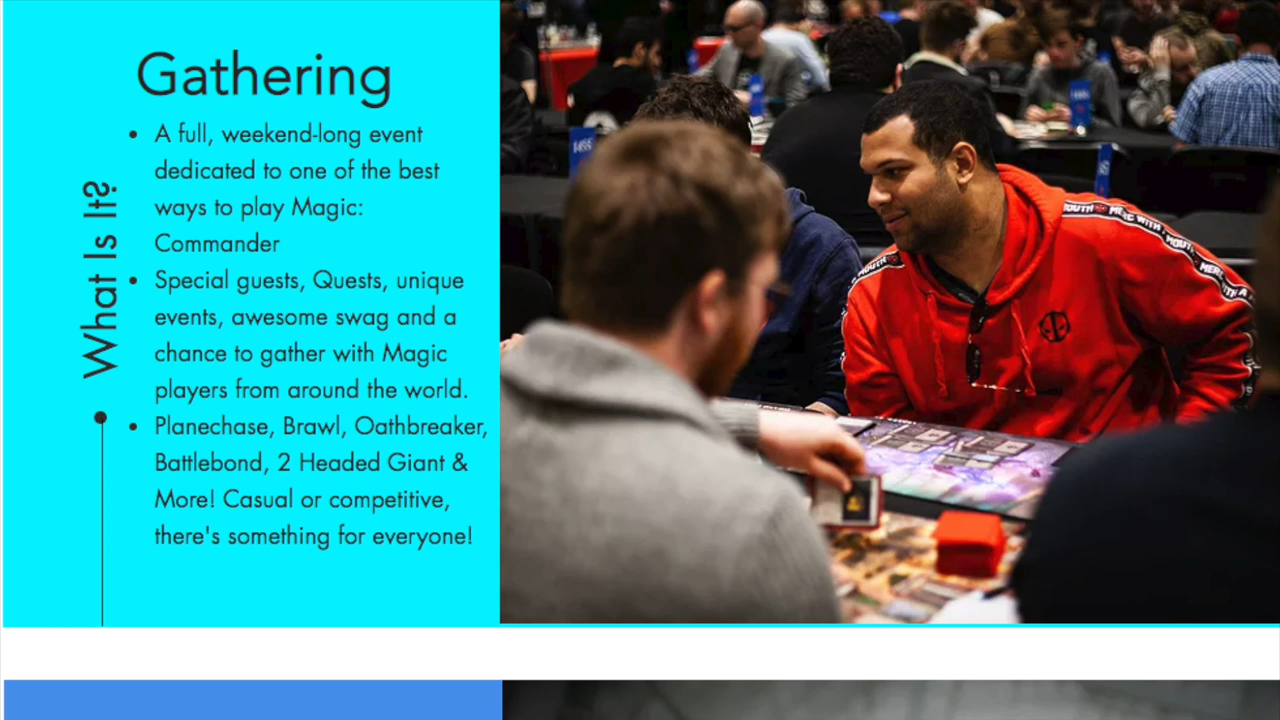 Gathering
What Is It?
• A full, weekend-long event
dedicated to one of the best
ways to play Magic:
Commander
• Special guests, Quests, unique
events, awesome swag and a
chance to gather with Magic
players from around the world.
• Planechase, Brawl, Oathbreaker,
Battlebond, 2 Headed Giant &
More! Casual or competitive,
there's something for everyone!